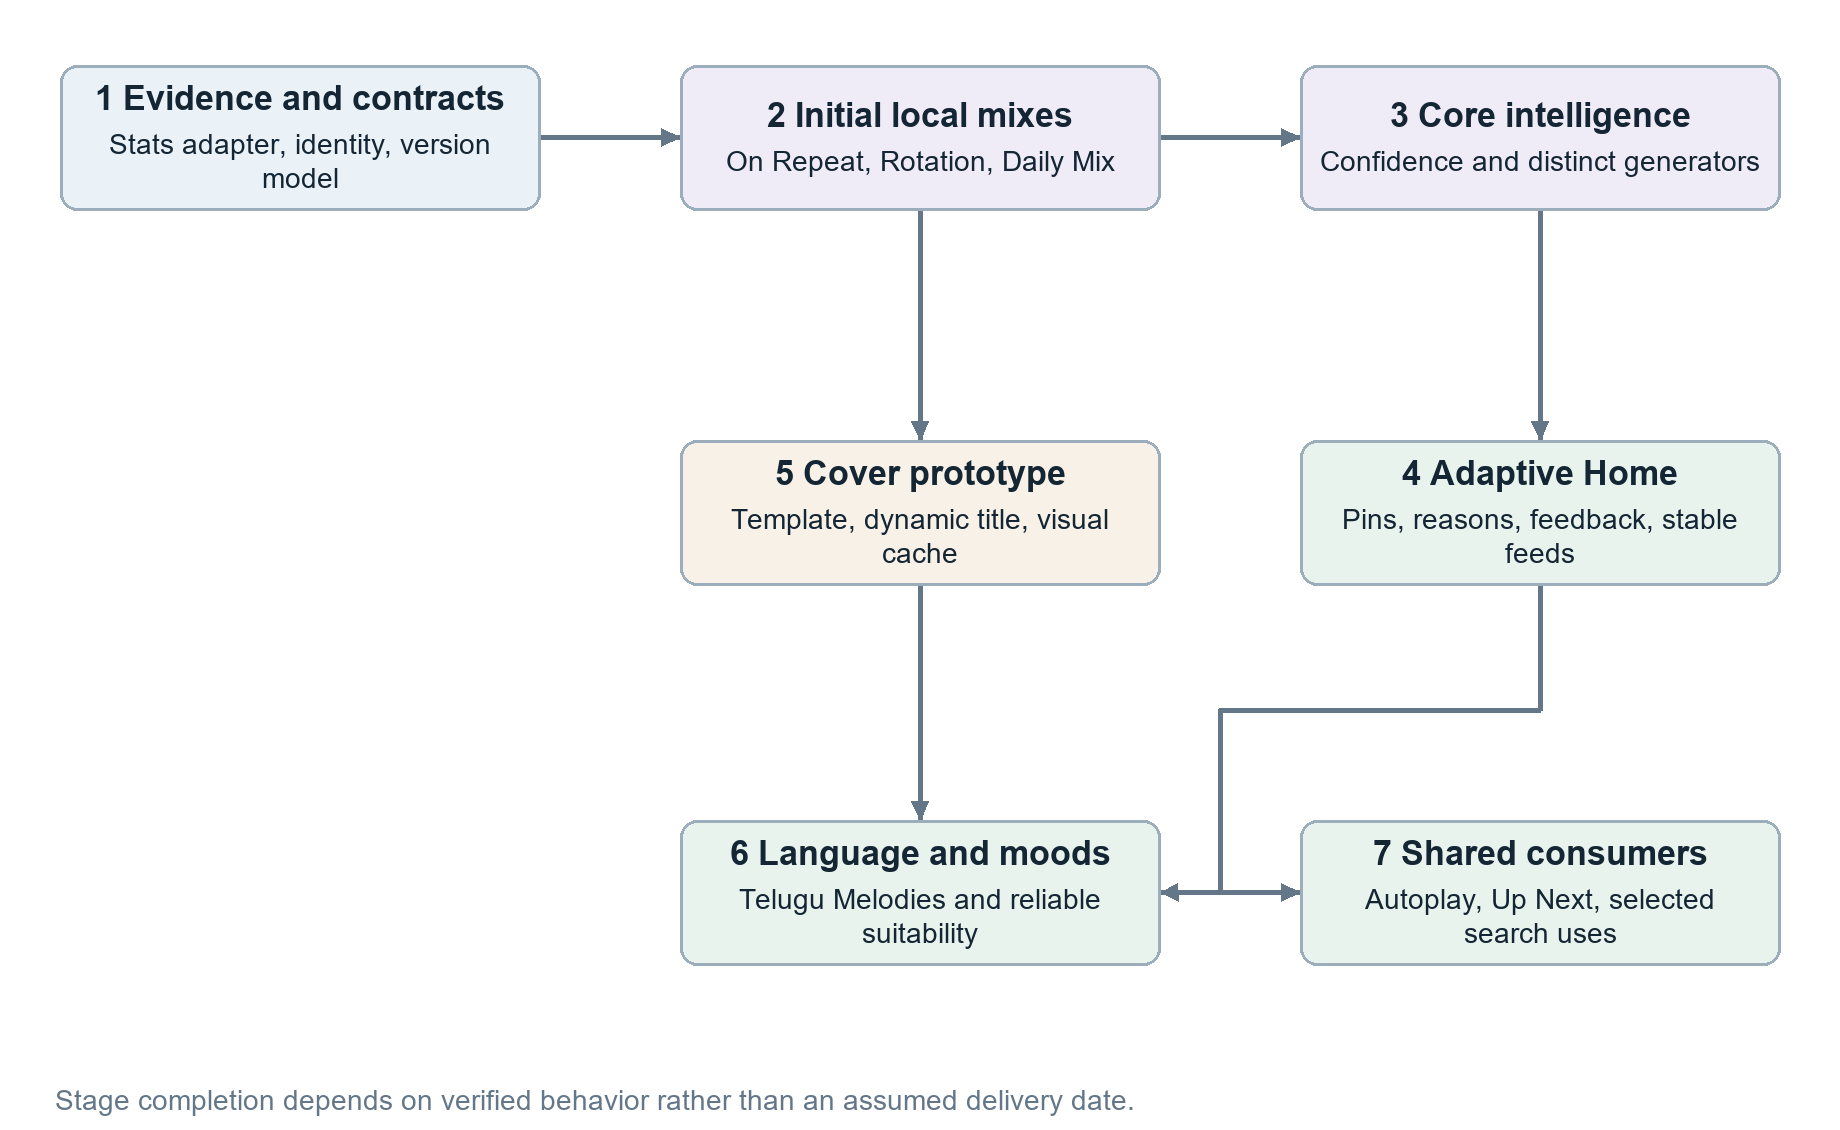 1 Evidence and contracts
Stats adapter, identity, version
model
2 Initial local mixes
On Repeat, Rotation, Daily Mix
3 Core intelligence
Confidence and distinct generators
5 Cover prototype
Template, dynamic title, visual
cache
4 Adaptive Home
Pins, reasons, feedback, stable
feeds
6 Language and moods
Telugu Melodies and reliable
suitability
7 Shared consumers
Autoplay, Up Next, selected
search uses
Stage completion depends on verified behavior rather than an assumed delivery date.